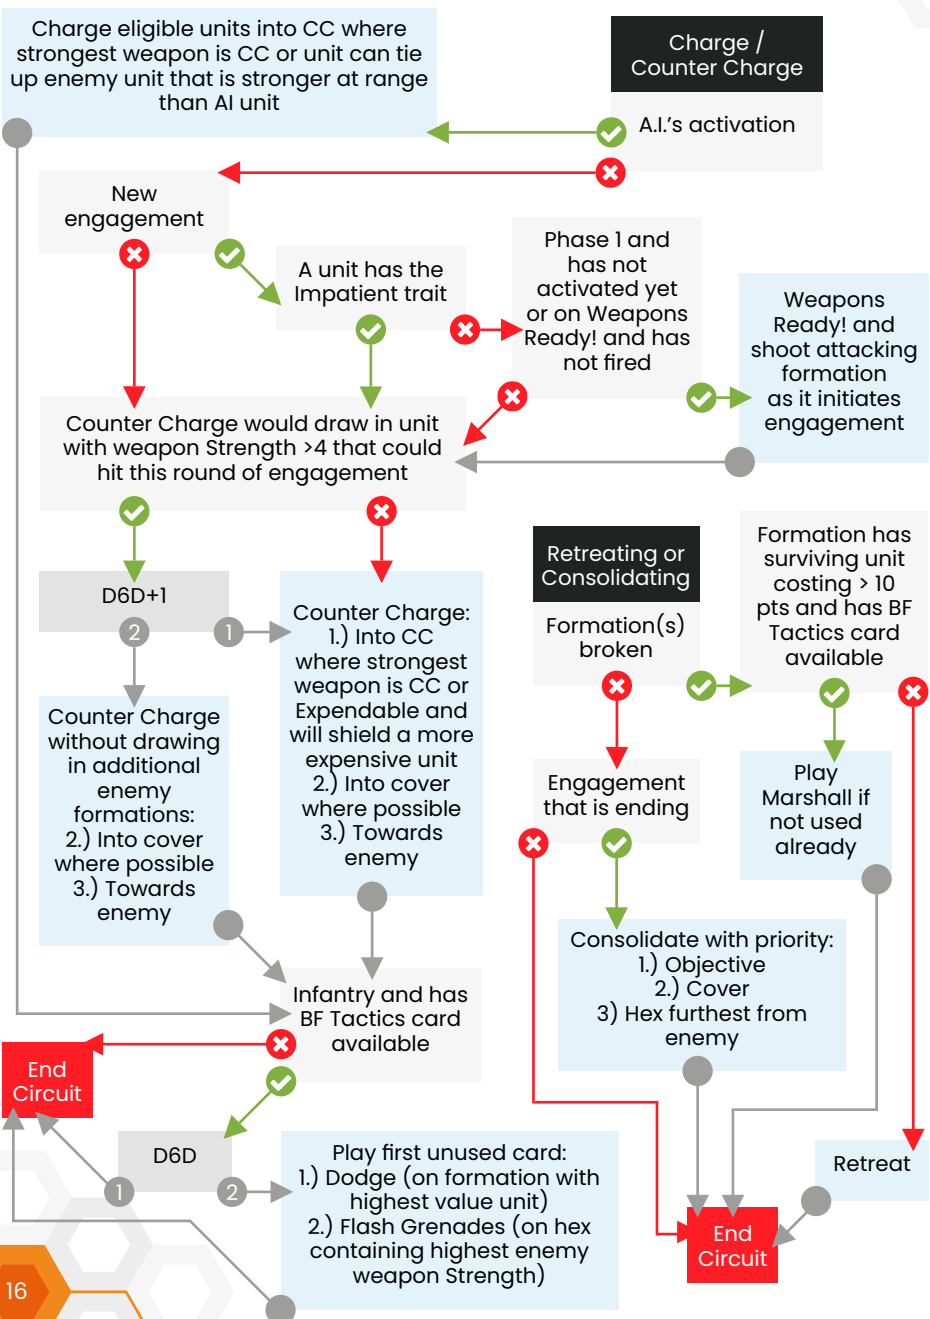 Charge eligible units into CC where
strongest weapon is CC or unit can tie
up enemy unit that is stronger at range
than AI unit
Charge /
Counter Charge
A.I.'s activation
New
engagement
A unit has the
Impatient trait
Phase 1 and
has not
activated yet
or on Weapons
Ready! and has
not fired
Weapons
Ready! and
shoot attacking
formation
as it initiates
engagement
Counter Charge would draw in unit
with weapon Strength >4 that could
hit this round of engagement
D6D+1
2
1
Counter Charge
without drawing
in additional
enemy
formations:
2.) Into cover
where possible
3.) Towards
enemy
Counter Charge:
1.) Into CC
where strongest
weapon is CC or
Expendable and
will shield a more
expensive unit
2.) Into cover
where possible
3.) Towards
enemy
Infantry and has
BF Tactics card
available
End
Circuit
D6D
1
2
Play first unused card:
1.) Dodge (on formation with
highest value unit)
2.) Flash Grenades (on hex
containing highest enemy
weapon Strength)
Retreating or
Consolidating
Formation(s)
broken
Formation has
surviving unit
costing > 10
pts and has BF
Tactics card
available
Engagement
that is ending
Play
Marshall if
not used
already
Consolidate with priority:
1.) Objective
2.) Cover
3) Hex furthest from
enemy
Retreat
End
Circuit
16